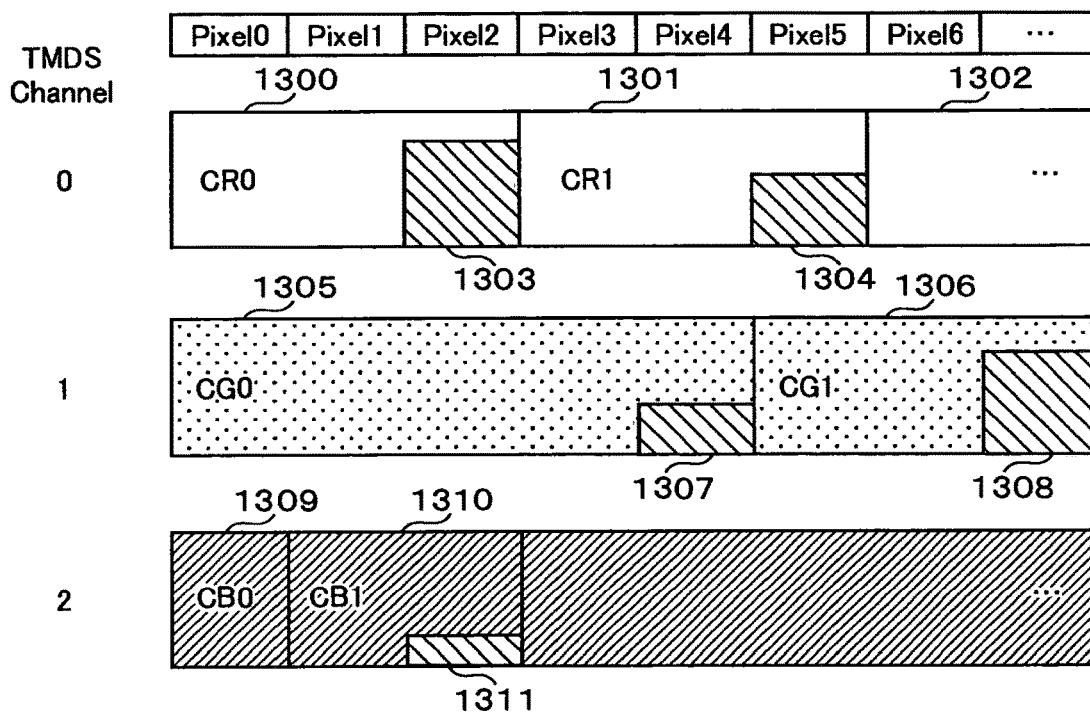 Pixel0 Pixel1 Pixel2 Pixel3 Pixel4 Pixel5 Pixel6 ...
TMDS
Channel
1300 1301 1302
0 CR0 CR1 ...
1303 1304
1305 1306
1 CG0 CG1
1307 1308
1309 1310
2 CB0 CB1 ...
1311